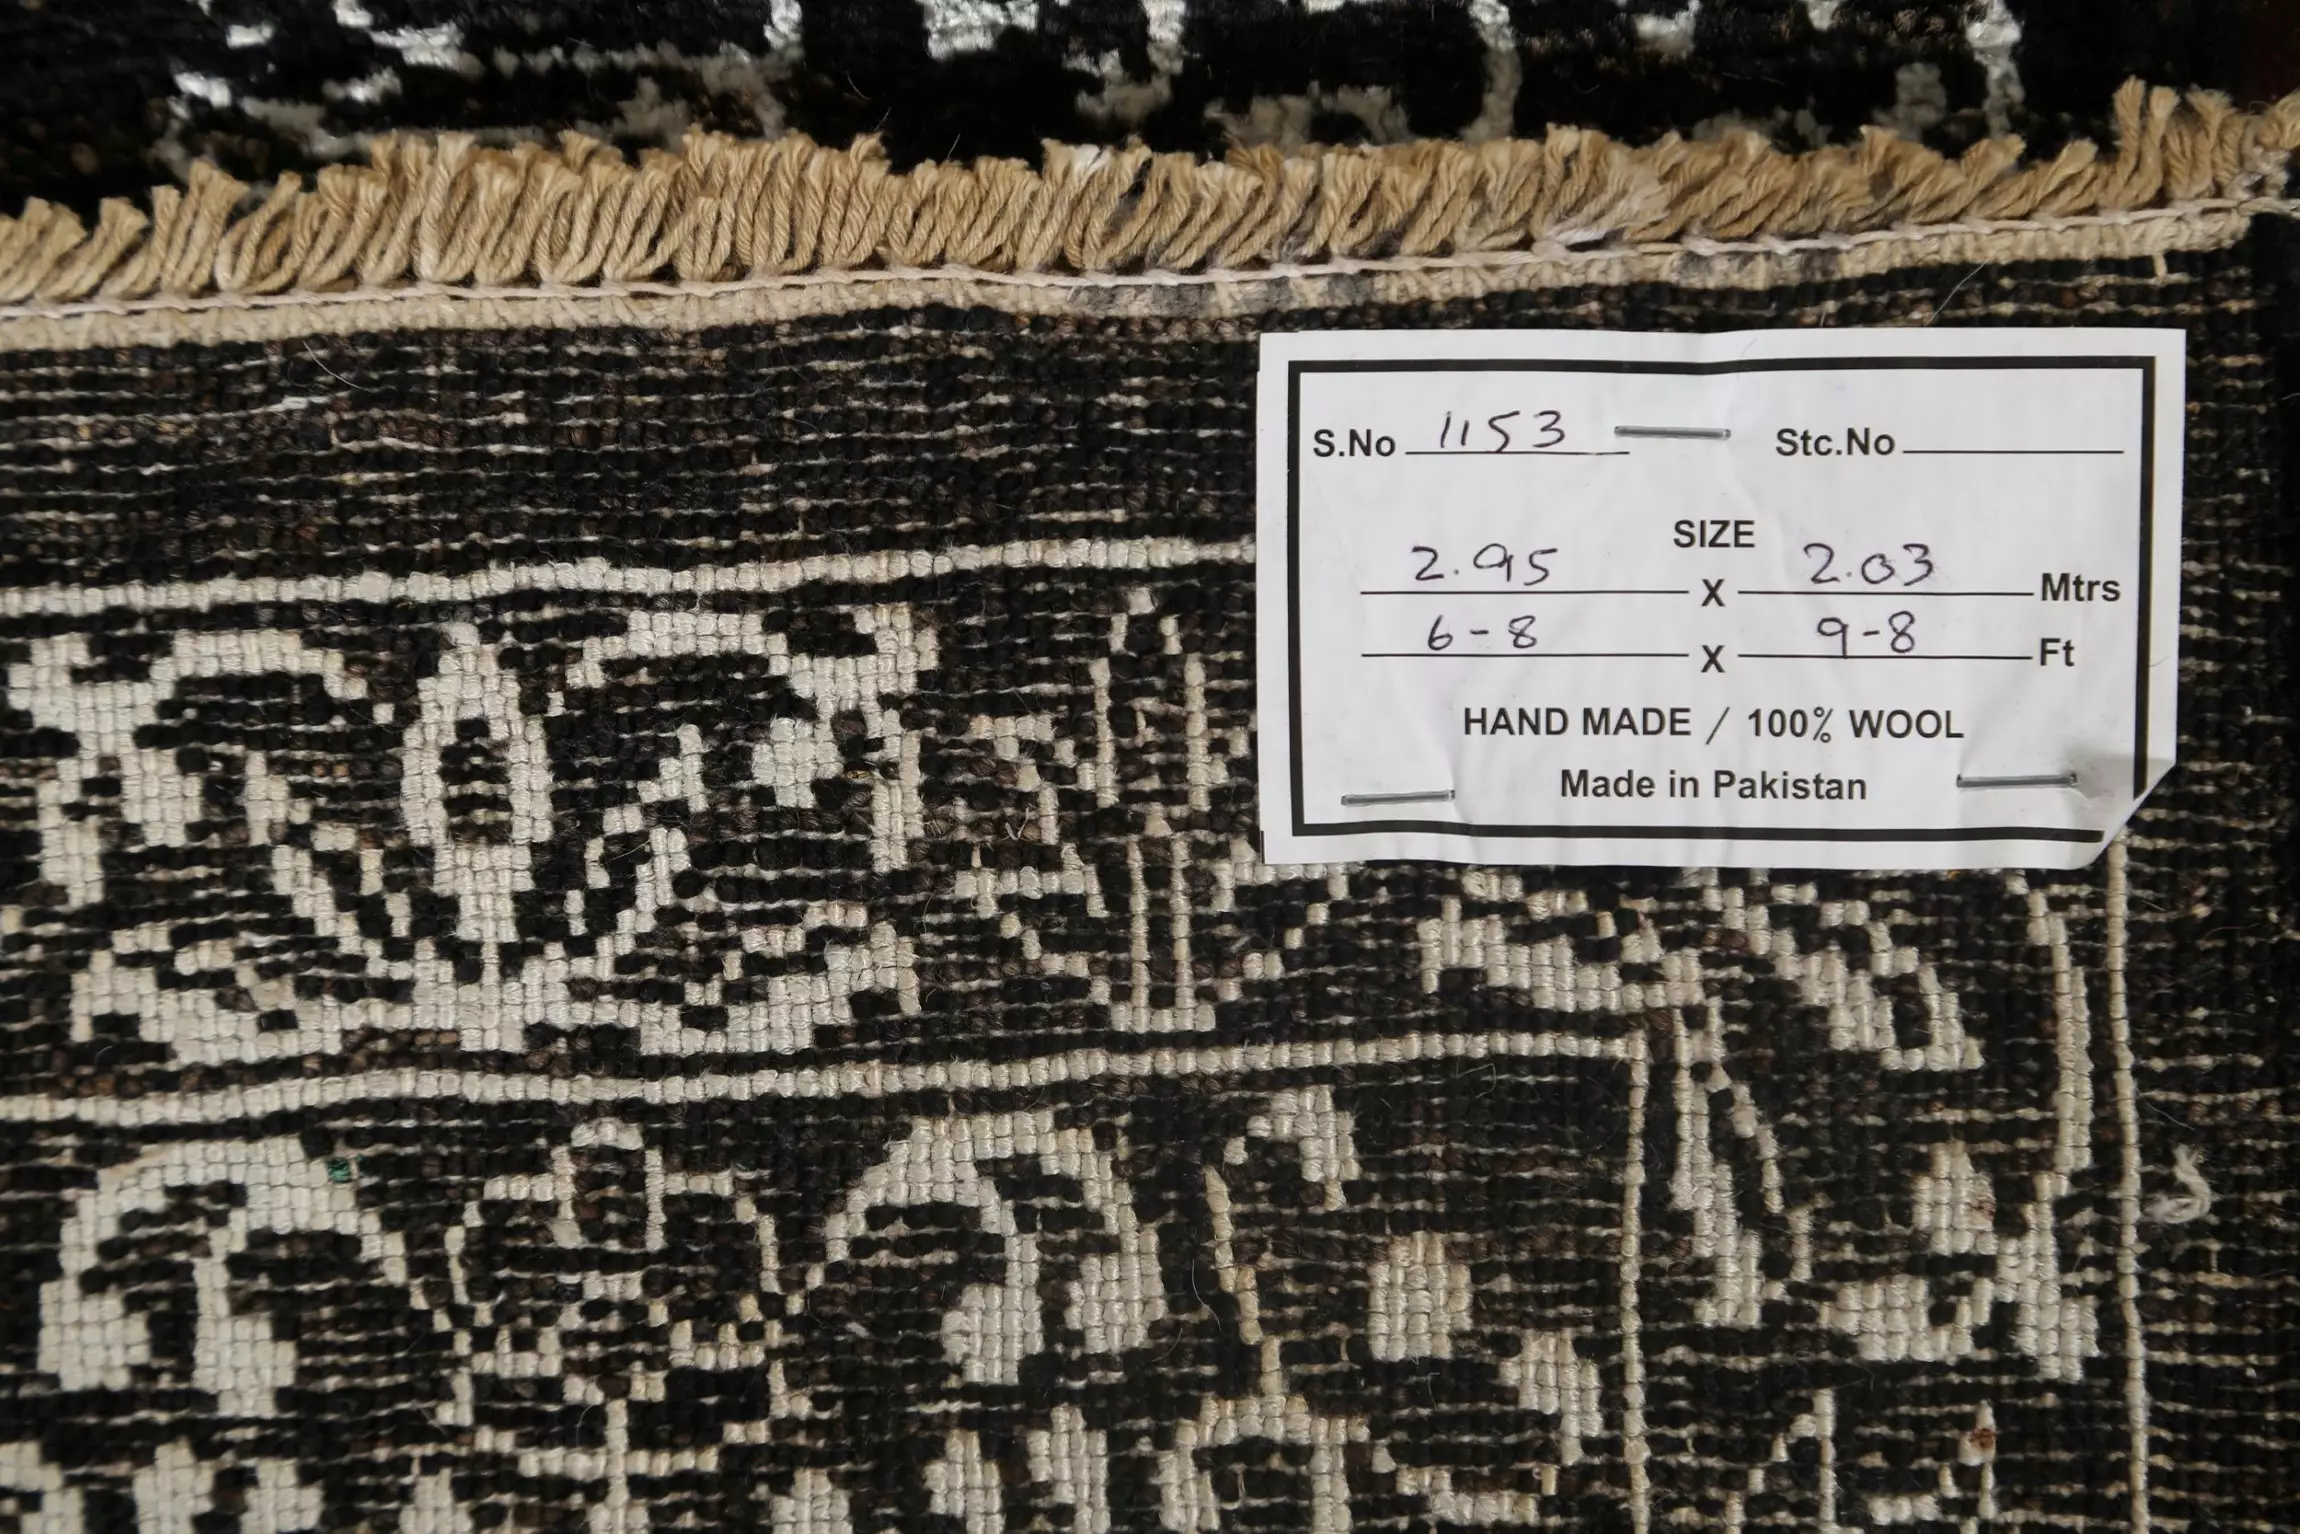 S.No 1153 Stc.No
SIZE
2.95 X 2.03 Mtrs
6-8 X 9-8 Ft
HAND MADE / 100% WOOL
Made in Pakistan